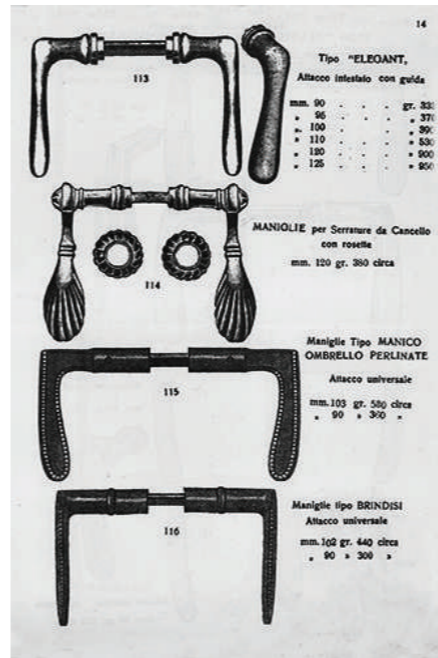 14
113
Tipo "ELEGANT,
Attacco intestato con guida
mm. 90 . . . gr. 333
" 95 . . . " 370
" 100 . . . " 390
" 110 . . . " 530
" 120 . . . " 900
" 125 . . . " 950
114
MANIGLIE per Serrature da Cancello
con rosette
mm. 120 gr. 380 circa
115
Maniglie Tipo MANICO
OMBRELLO PERLINATE
Attacco universale
mm. 103 gr. 580 circa
" 90 » 360 "
116
Maniglie tipo BRINDISI
Attacco universale
mm. 102 gr. 440 circa
" 90 » 300 »